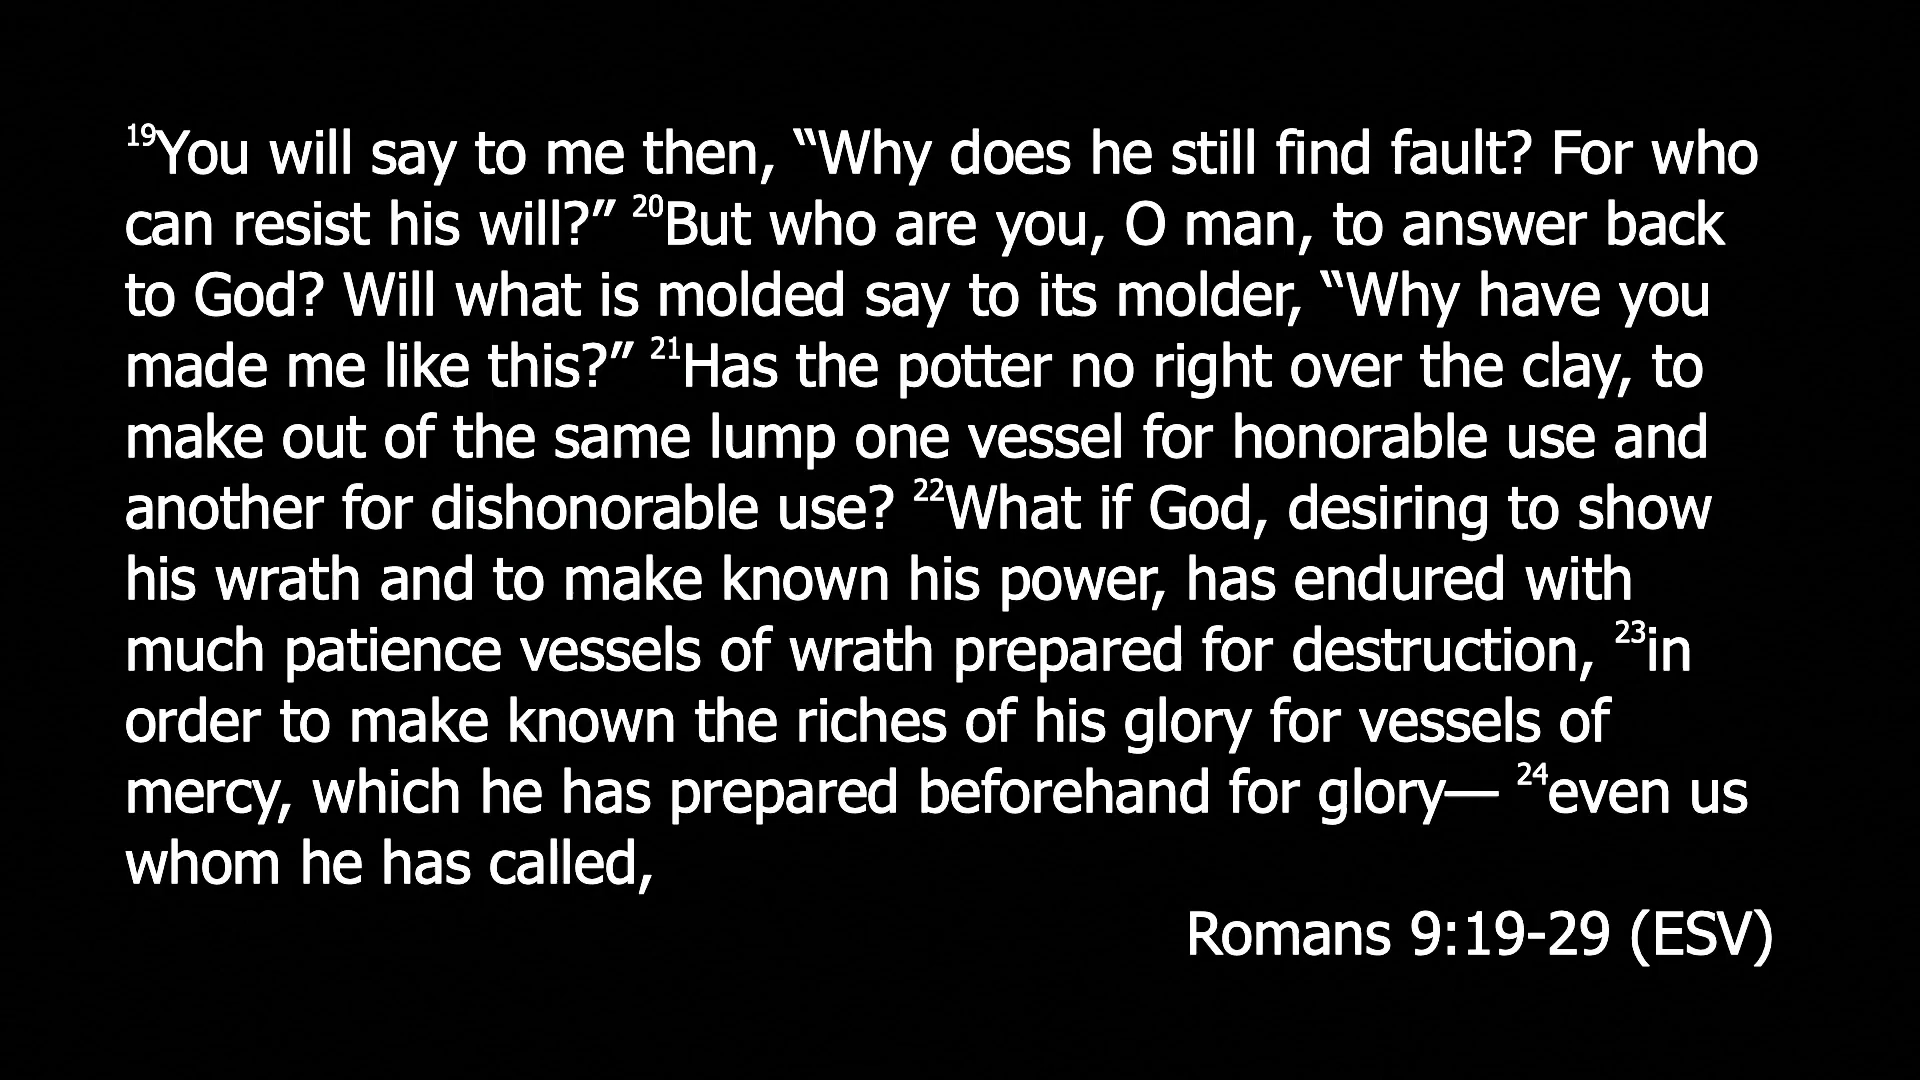 19You will say to me then, “Why does he still find fault? For who
can resist his will?” 20But who are you, O man, to answer back
to God? Will what is molded say to its molder, “Why have you
made me like this?” 21Has the potter no right over the clay, to
make out of the same lump one vessel for honorable use and
another for dishonorable use? 22What if God, desiring to show
his wrath and to make known his power, has endured with
much patience vessels of wrath prepared for destruction, 23in
order to make known the riches of his glory for vessels of
mercy, which he has prepared beforehand for glory— 24even us
whom he has called,
Romans 9:19-29 (ESV)